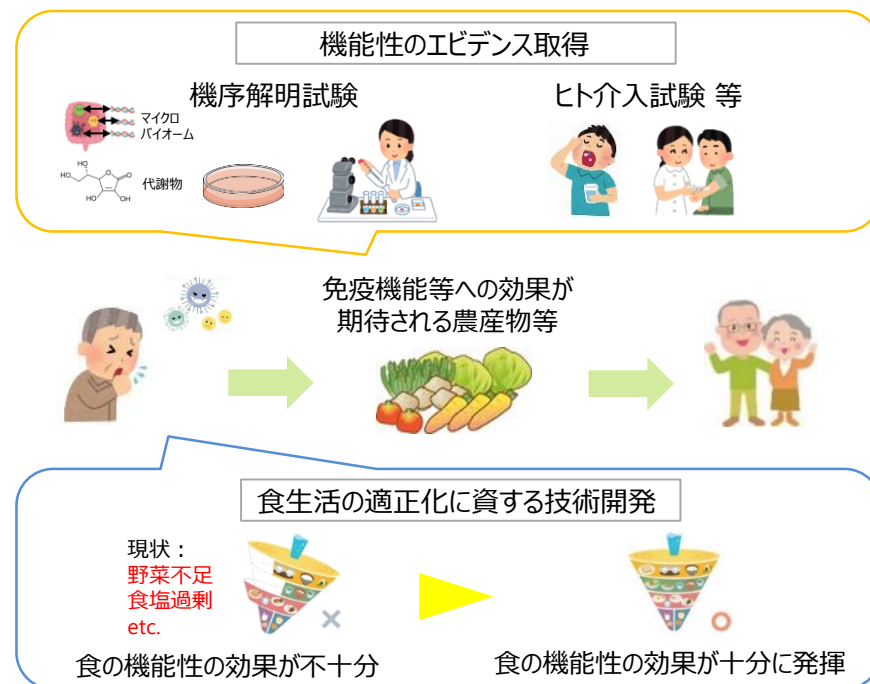 機能性のエビデンス取得
機序解明試験
ヒト介入試験 等
マイクロ
バイオーム
HO
OH
HO
O
O
HO
OH
代謝物
免疫機能等への効果が
期待される農産物等
食生活の適正化に資する技術開発
現状：
野菜不足
食塩過剰
etc.
食の機能性の効果が不十分
食の機能性の効果が十分に発揮